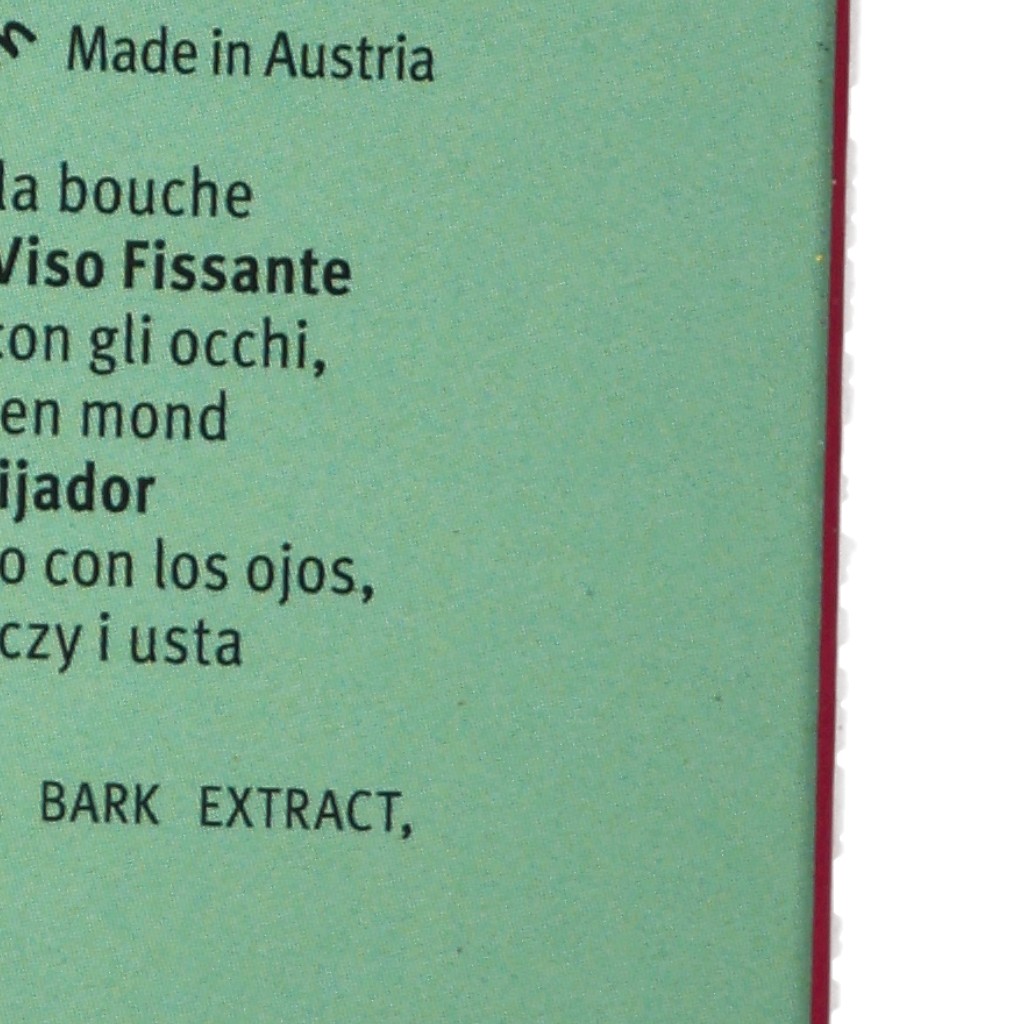 Made in Austria
la bouche
Viso Fissante
con gli occhi,
en mond
ijador
o con los ojos,
czy i usta
BARK EXTRACT,